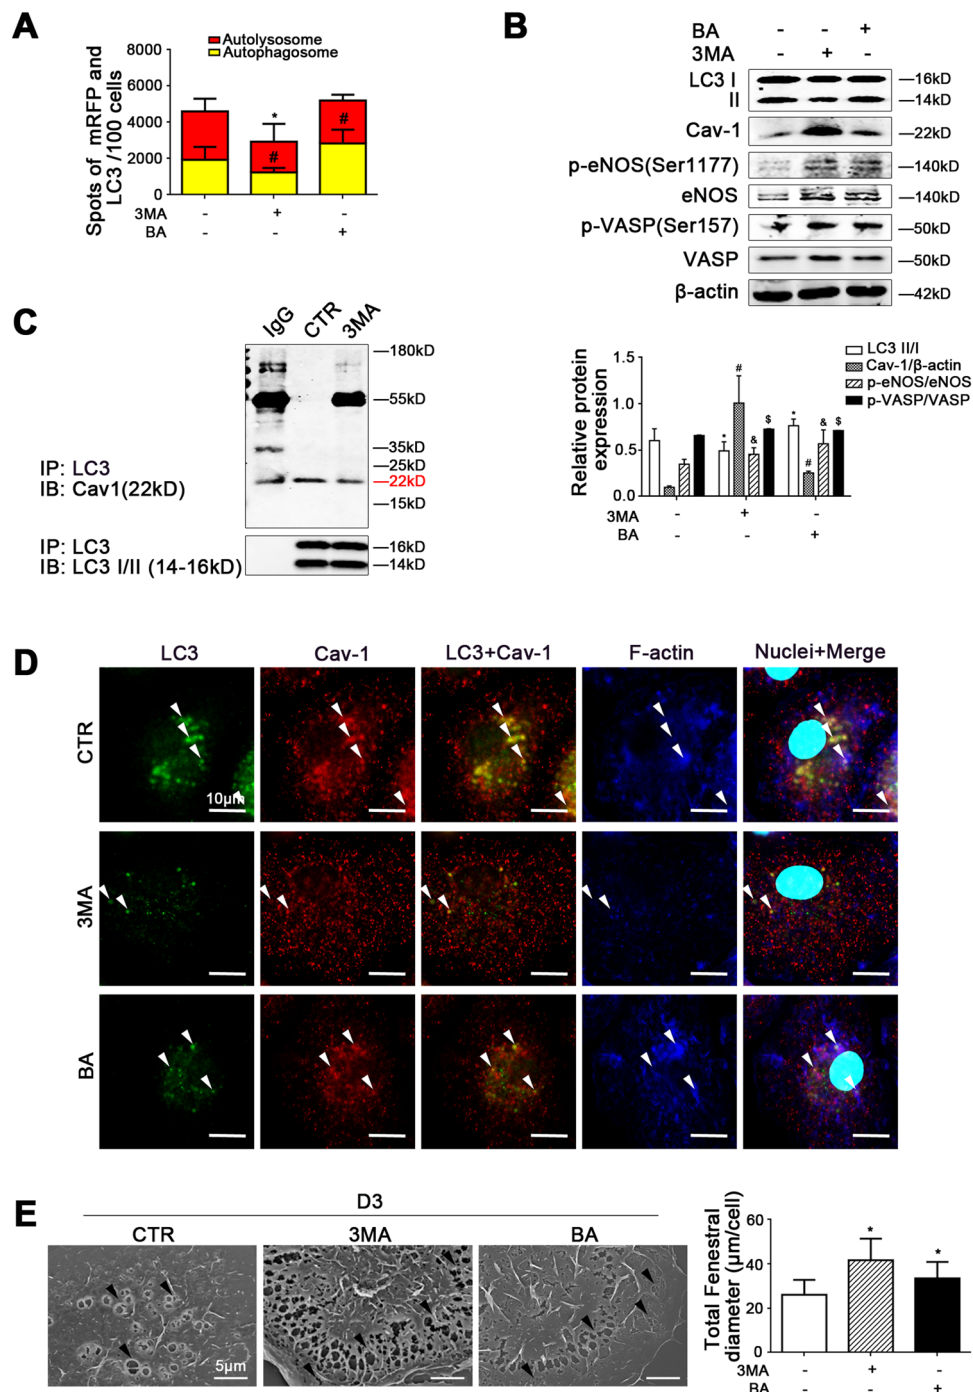 A
Autolysosome
Autophagosome
Spots of mRFP and
LC3 /100 cells
8000
6000
4000
2000
0
3MA - + -
BA - - +
B
BA - - +
3MA - + -
LC3 I —16kD
II —14kD
Cav-1 —22kD
p-eNOS(Ser1177) —140kD
eNOS —140kD
p-VASP(Ser157) —50kD
VASP —50kD
β-actin —42kD
LC3 II/I
Cav-1/β-actin
p-eNOS/eNOS
p-VASP/VASP
Relative protein
expression
1.5
1.0
0.5
0.0
* # & $ * # & $
3MA - + -
BA - - +
C
IgG CTR 3MA
—180kD
—55kD
—35kD
—25kD
—22kD
—15kD
IP: LC3
IB: Cav1(22kD)
IP: LC3 —16kD
IB: LC3 I/II (14-16kD) —14kD
D
LC3 Cav-1 LC3+Cav-1 F-actin Nuclei+Merge
CTR
10μm
3MA
BA
E
D3
CTR 3MA BA
5μm
Total Fenestral
diameter (μm/cell)
60
40
20
0
* *
3MA - + -
BA - - +